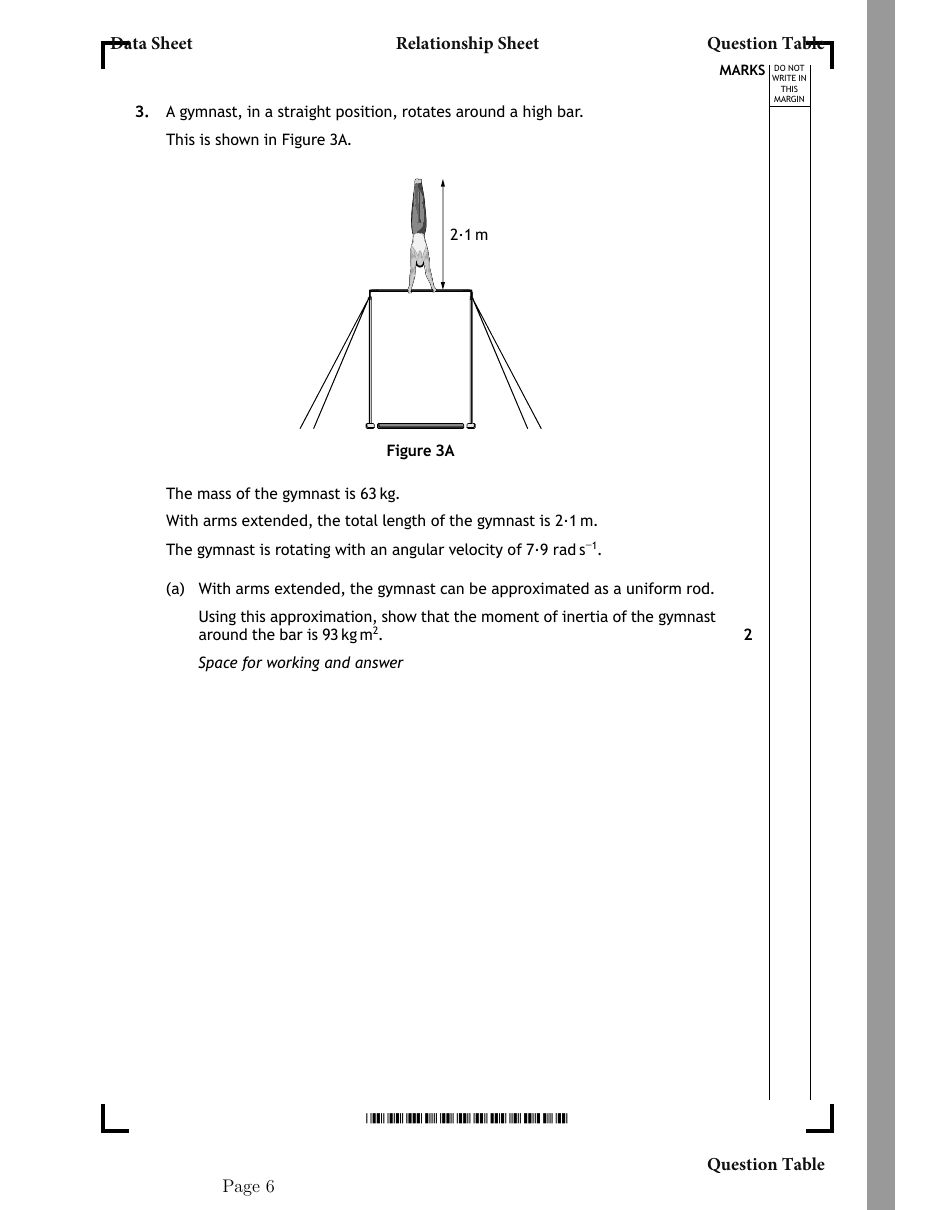 Data Sheet Relationship Sheet Question Table
MARKS
DO NOT
WRITE IN
THIS
MARGIN
3. A gymnast, in a straight position, rotates around a high bar.
This is shown in Figure 3A.
2·1 m
Figure 3A
The mass of the gymnast is 63 kg.
With arms extended, the total length of the gymnast is 2·1 m.
The gymnast is rotating with an angular velocity of 7·9 rad s⁻¹.
(a) With arms extended, the gymnast can be approximated as a uniform rod.
Using this approximation, show that the moment of inertia of the gymnast
around the bar is 93 kg m². 2
Space for working and answer
Question Table
Page 6